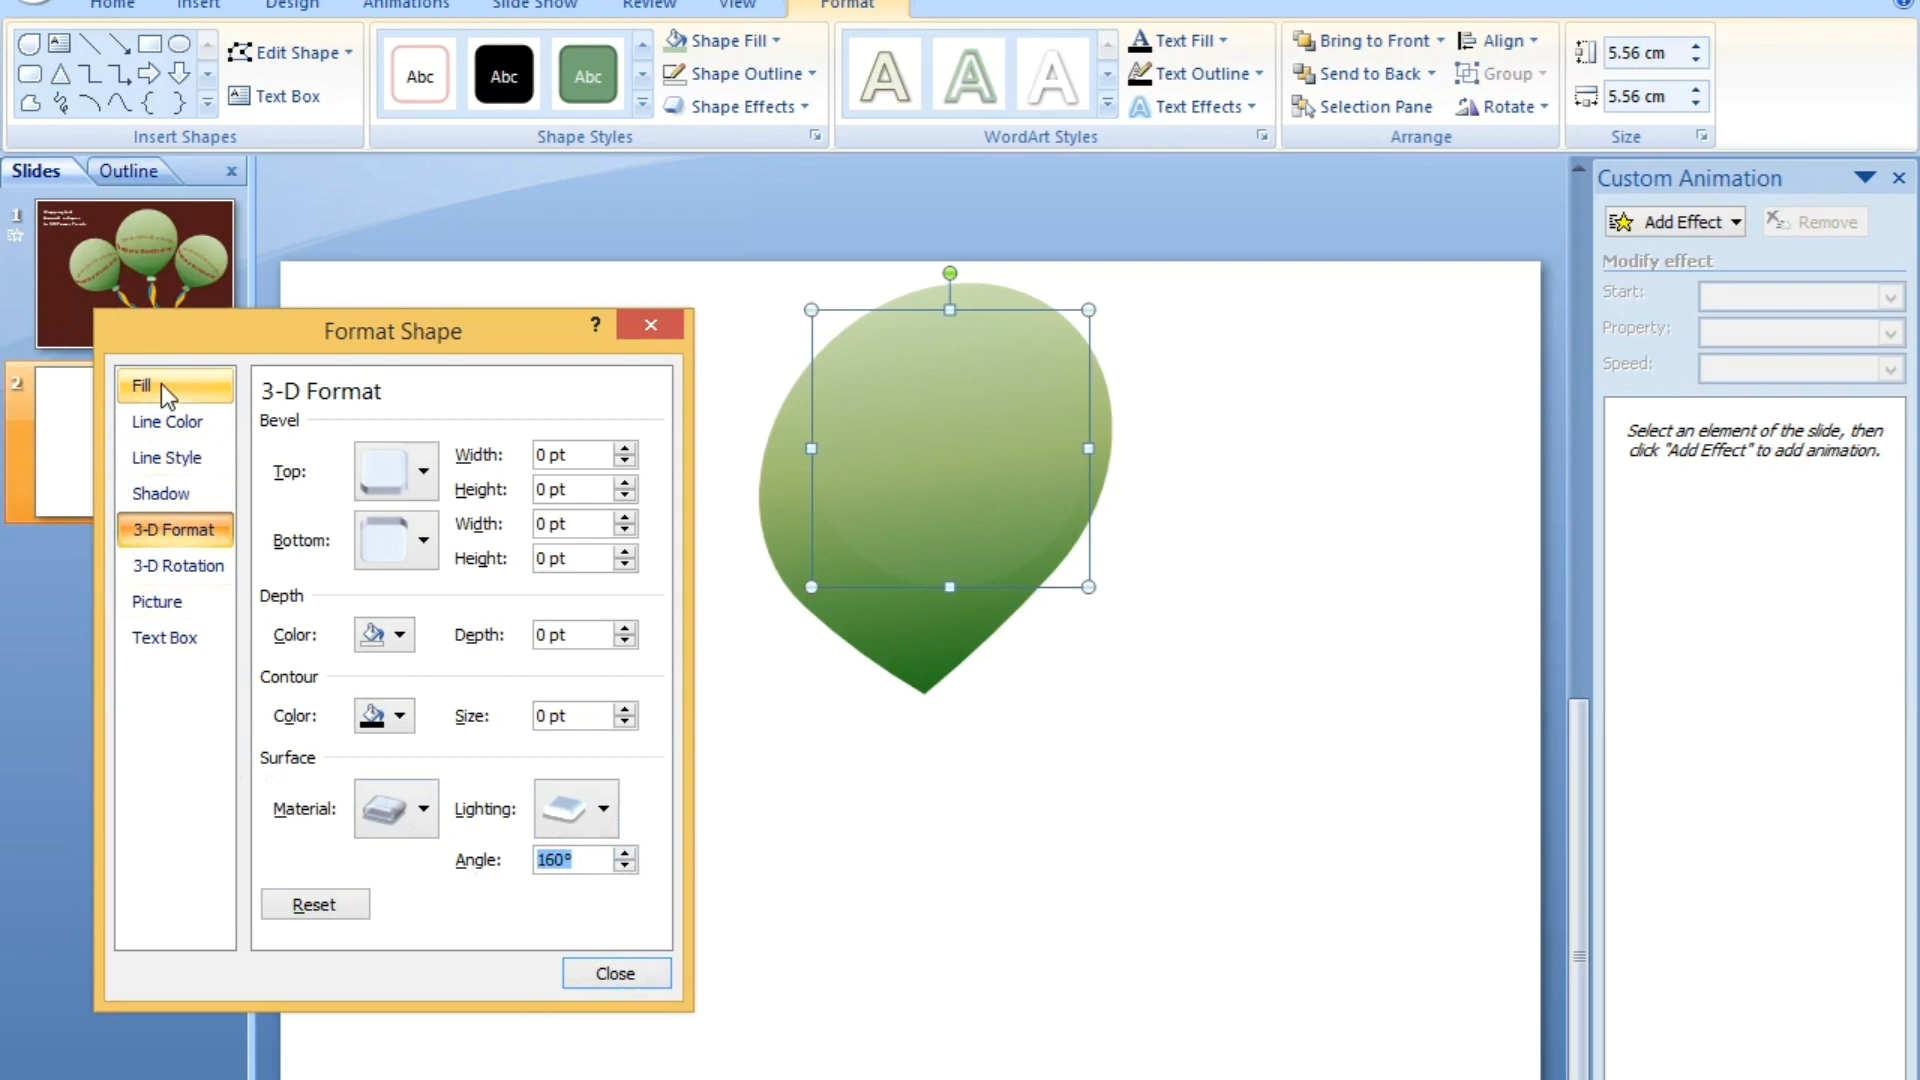 Home Insert Design Animations Slide Show Review View Format
Edit Shape
Text Box
Insert Shapes
Abc Abc Abc
Shape Fill
Shape Outline
Shape Effects
Shape Styles
A A A
Text Fill
Text Outline
Text Effects
WordArt Styles
Bring to Front
Send to Back
Selection Pane
Align
Group
Rotate
Arrange
5.56 cm
5.56 cm
Size
Slides Outline x
1
2
Format Shape ?
Fill
Line Color
Line Style
Shadow
3-D Format
3-D Rotation
Picture
Text Box
3-D Format
Bevel
Top: Width: 0 pt
Height: 0 pt
Bottom: Width: 0 pt
Height: 0 pt
Depth
Color: Depth: 0 pt
Contour
Color: Size: 0 pt
Surface
Material: Lighting:
Angle: 160°
Reset
Close
Custom Animation
Add Effect Remove
Modify effect
Start:
Property:
Speed:
Select an element of the slide, then
click "Add Effect" to add animation.